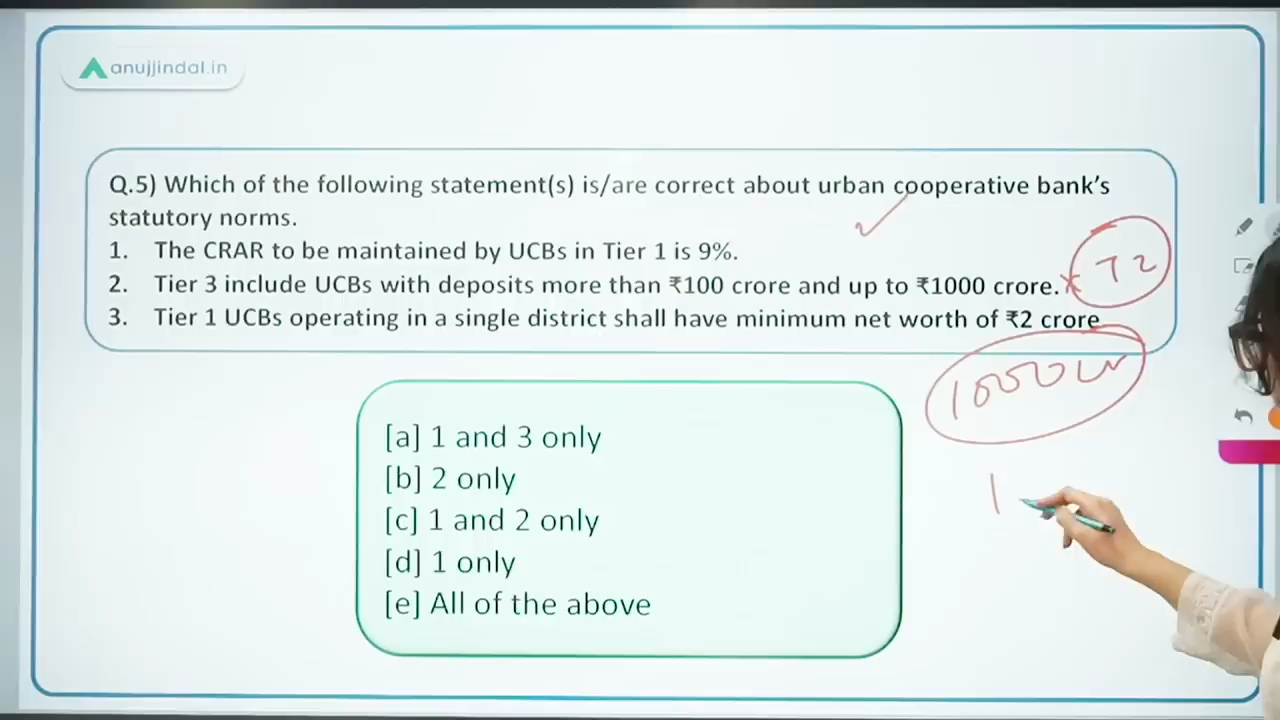 anujjindal.in
Q.5) Which of the following statement(s) is/are correct about urban cooperative bank's
statutory norms.
1. The CRAR to be maintained by UCBs in Tier 1 is 9%.
2. Tier 3 include UCBs with deposits more than ₹100 crore and up to ₹1000 crore.
T2
3. Tier 1 UCBs operating in a single district shall have minimum net worth of ₹2 crore
[a] 1 and 3 only
[b] 2 only
[c] 1 and 2 only
[d] 1 only
[e] All of the above